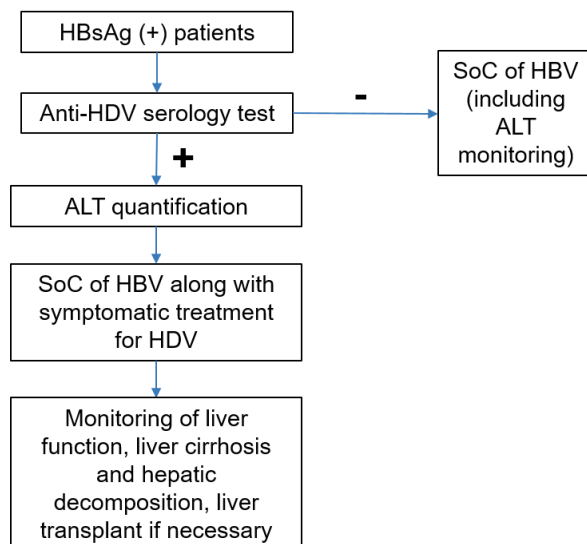 HBsAg (+) patients
Anti-HDV serology test
-
SoC of HBV
(including
ALT
monitoring)
+
ALT quantification
SoC of HBV along with
symptomatic treatment
for HDV
Monitoring of liver
function, liver cirrhosis
and hepatic
decomposition, liver
transplant if necessary